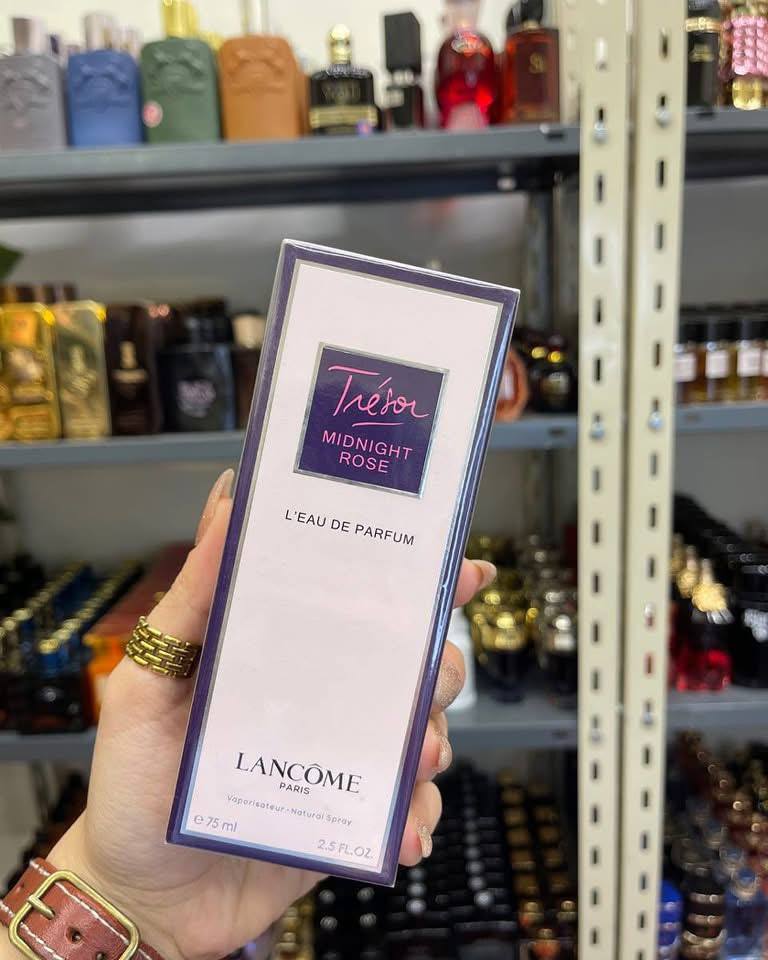 Trésor
MIDNIGHT
ROSE
L'EAU DE PARFUM
LANCÔME
PARIS
Vaporisateur - Natural Spray
e 75 ml
2.5 FL.OZ.